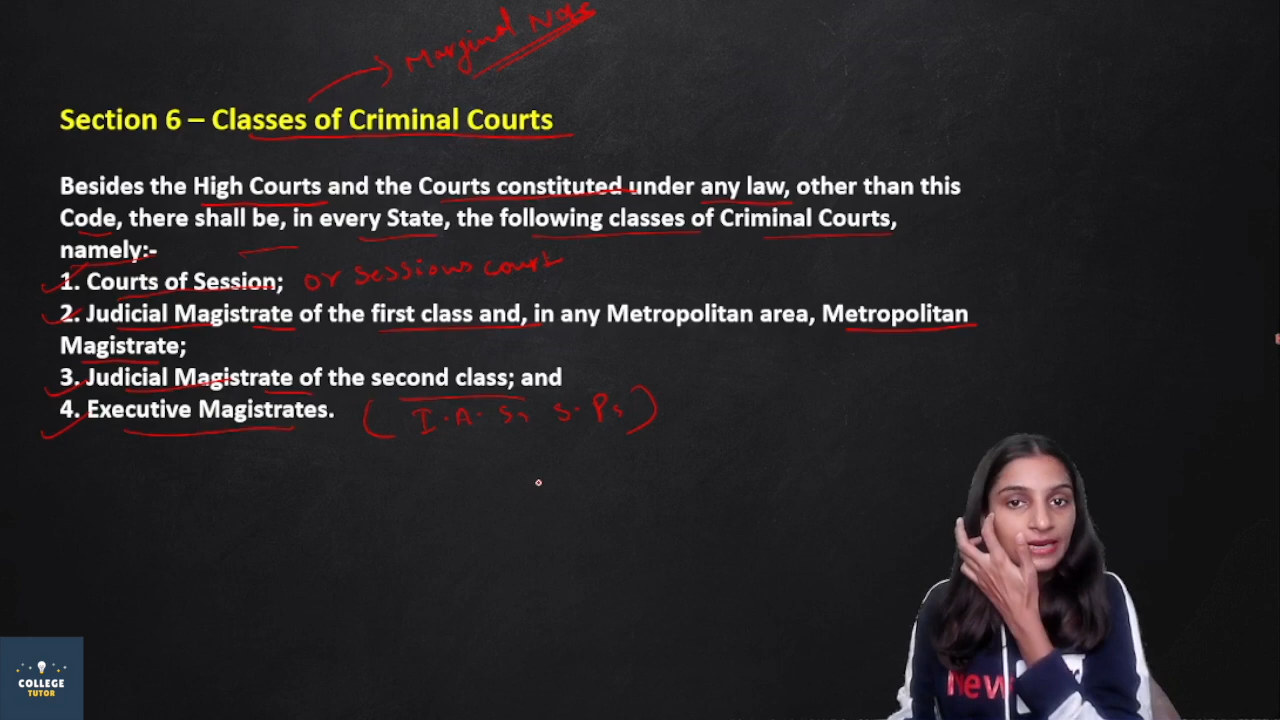 Marginal Note
Section 6 – Classes of Criminal Courts
Besides the High Courts and the Courts constituted under any law, other than this
Code, there shall be, in every State, the following classes of Criminal Courts,
namely:-
1. Courts of Session; or sessions court
2. Judicial Magistrate of the first class and, in any Metropolitan area, Metropolitan
Magistrate;
3. Judicial Magistrate of the second class; and
4. Executive Magistrates. (I.A.S, S.Ps)
New
COLLEGE
TUTOR